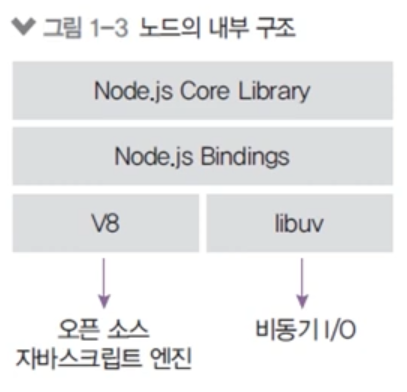 그림 1-3 노드의 내부 구조
Node.js Core Library
Node.js Bindings
V8
libuv
오픈 소스
자바스크립트 엔진
비동기 I/O